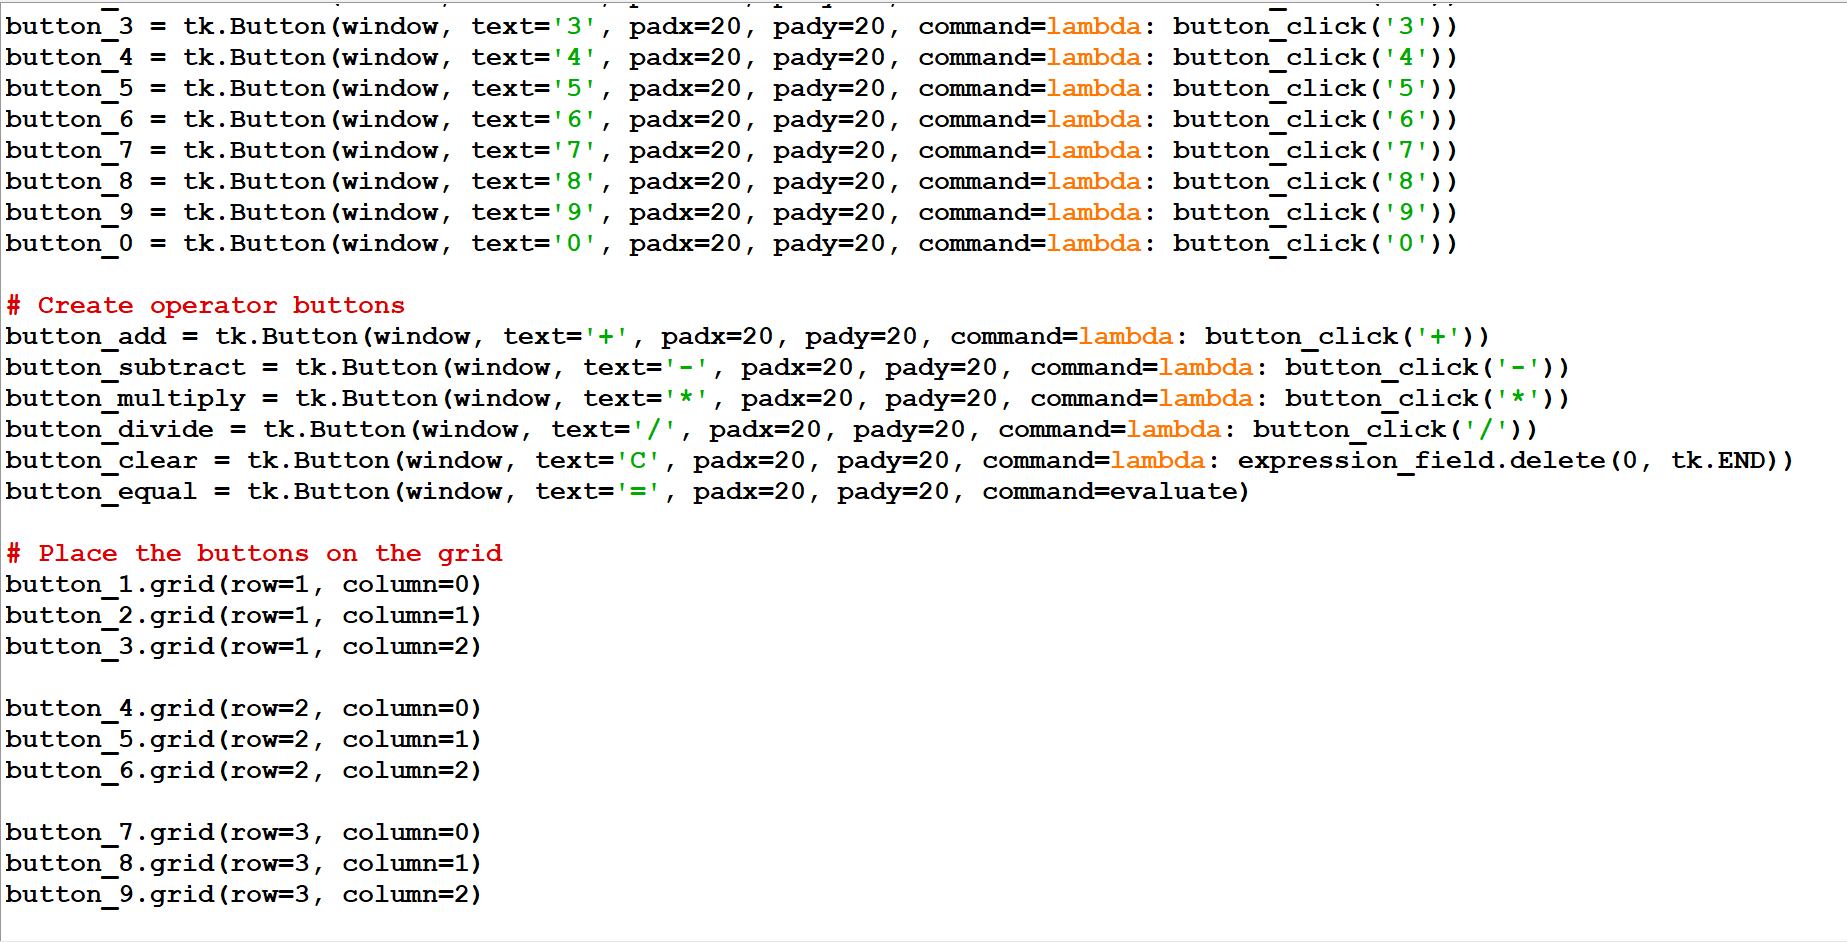 button_3 = tk.Button(window, text='3', padx=20, pady=20, command=lambda: button_click('3'))
button_4 = tk.Button(window, text='4', padx=20, pady=20, command=lambda: button_click('4'))
button_5 = tk.Button(window, text='5', padx=20, pady=20, command=lambda: button_click('5'))
button_6 = tk.Button(window, text='6', padx=20, pady=20, command=lambda: button_click('6'))
button_7 = tk.Button(window, text='7', padx=20, pady=20, command=lambda: button_click('7'))
button_8 = tk.Button(window, text='8', padx=20, pady=20, command=lambda: button_click('8'))
button_9 = tk.Button(window, text='9', padx=20, pady=20, command=lambda: button_click('9'))
button_0 = tk.Button(window, text='0', padx=20, pady=20, command=lambda: button_click('0'))

# Create operator buttons
button_add = tk.Button(window, text='+', padx=20, pady=20, command=lambda: button_click('+'))
button_subtract = tk.Button(window, text='-', padx=20, pady=20, command=lambda: button_click('-'))
button_multiply = tk.Button(window, text='*', padx=20, pady=20, command=lambda: button_click('*'))
button_divide = tk.Button(window, text='/', padx=20, pady=20, command=lambda: button_click('/'))
button_clear = tk.Button(window, text='C', padx=20, pady=20, command=lambda: expression_field.delete(0, tk.END))
button_equal = tk.Button(window, text='=', padx=20, pady=20, command=evaluate)

# Place the buttons on the grid
button_1.grid(row=1, column=0)
button_2.grid(row=1, column=1)
button_3.grid(row=1, column=2)

button_4.grid(row=2, column=0)
button_5.grid(row=2, column=1)
button_6.grid(row=2, column=2)

button_7.grid(row=3, column=0)
button_8.grid(row=3, column=1)
button_9.grid(row=3, column=2)